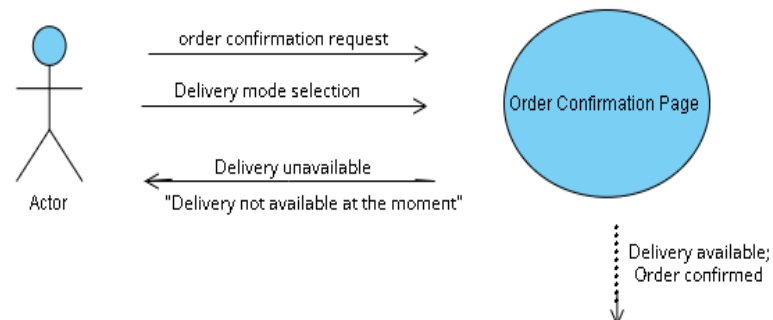 order confirmation request
Delivery mode selection
Order Confirmation Page
Delivery unavailable
"Delivery not available at the moment"
Actor
Delivery available;
Order confirmed